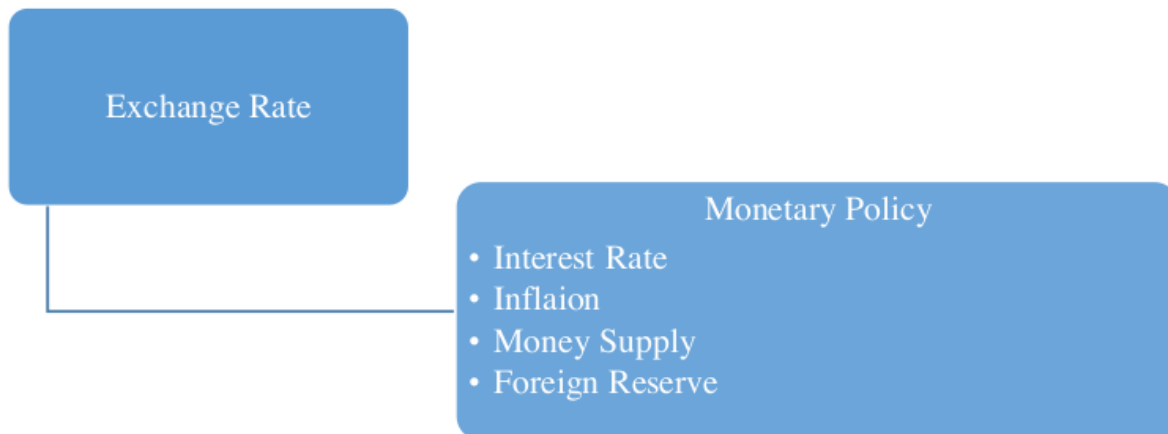 Exchange Rate
Monetary Policy
• Interest Rate
• Inflaion
• Money Supply
• Foreign Reserve